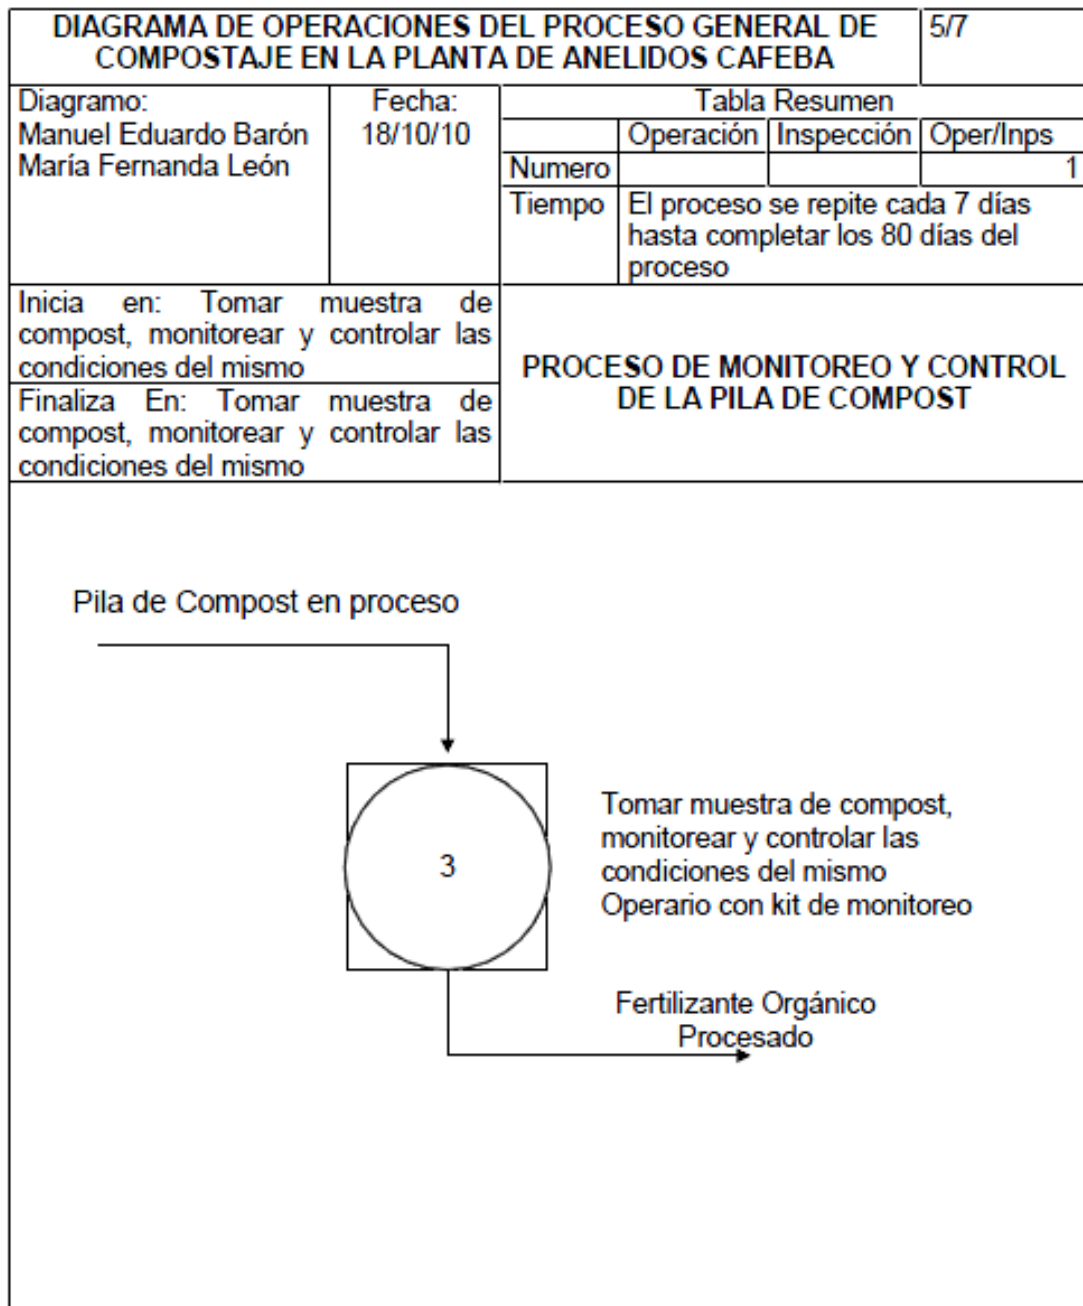 DIAGRAMA DE OPERACIONES DEL PROCESO GENERAL DE
COMPOSTAJE EN LA PLANTA DE ANELIDOS CAFEBA
5/7
Diagramo:
Manuel Eduardo Barón
María Fernanda León
Fecha:
18/10/10
Tabla Resumen
Operación Inspección Oper/Inps
Numero 1
Tiempo El proceso se repite cada 7 días
hasta completar los 80 días del
proceso
Inicia en: Tomar muestra de
compost, monitorear y controlar las
condiciones del mismo
Finaliza En: Tomar muestra de
compost, monitorear y controlar las
condiciones del mismo
PROCESO DE MONITOREO Y CONTROL
DE LA PILA DE COMPOST
Pila de Compost en proceso
3
Tomar muestra de compost,
monitorear y controlar las
condiciones del mismo
Operario con kit de monitoreo
Fertilizante Orgánico
Procesado